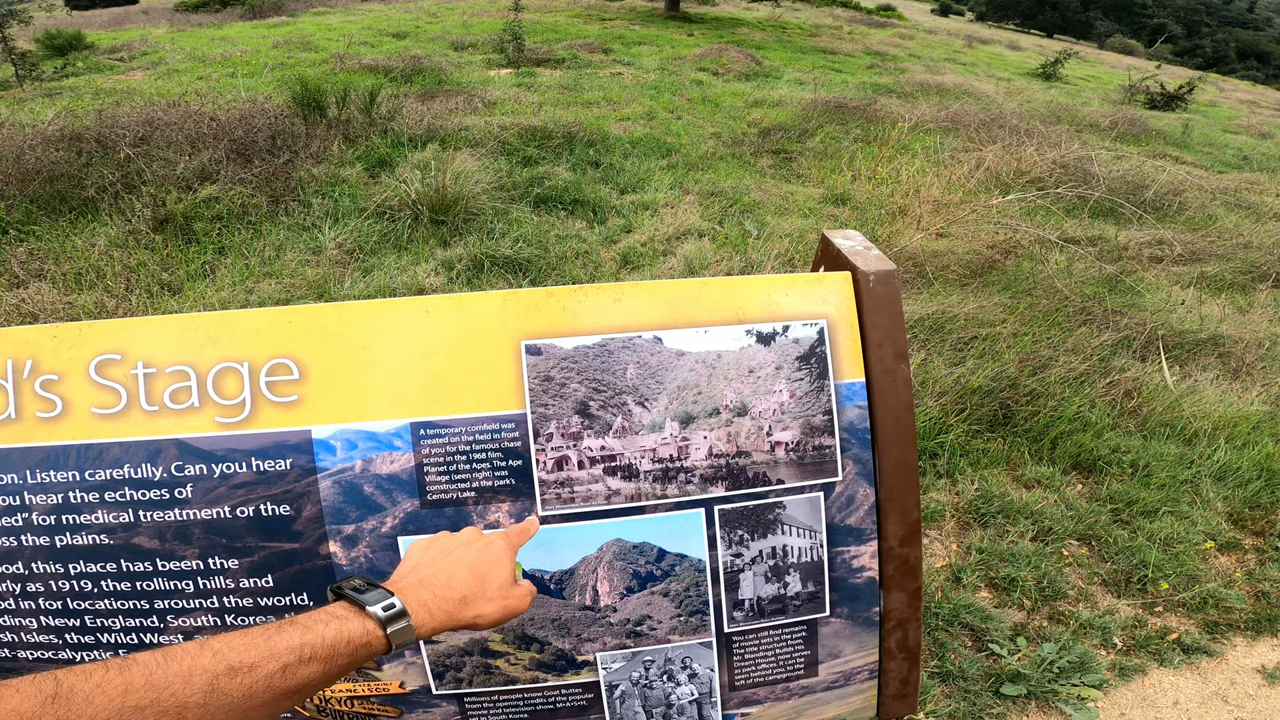 d's Stage
on. Listen carefully. Can you hear
ou hear the echoes of
ed" for medical treatment or the
ss the plains.
ood, this place has been the
rly as 1919, the rolling hills and
d in for locations around the world,
ding New England, South Korea, th
sh Isles, the Wild West,
st-apocalyptic
A temporary cornfield was
created on the field in front
of you for the famous chase
scene in the 1968 film,
Planet of the Apes. The Ape
Village (seen right) was
constructed at the park's
Century Lake.
You can still find remains
of movie sets in the park.
The title structure from,
Mr. Blandings Builds His
Dream House, now serves
as park offices. It can be
seen behind you, to the
left of the campground.
Millions of people know Goat Buttes
from the opening credits of the popular
movie and television show, M*A*S*H,
set in South Korea.
FRANCISCO